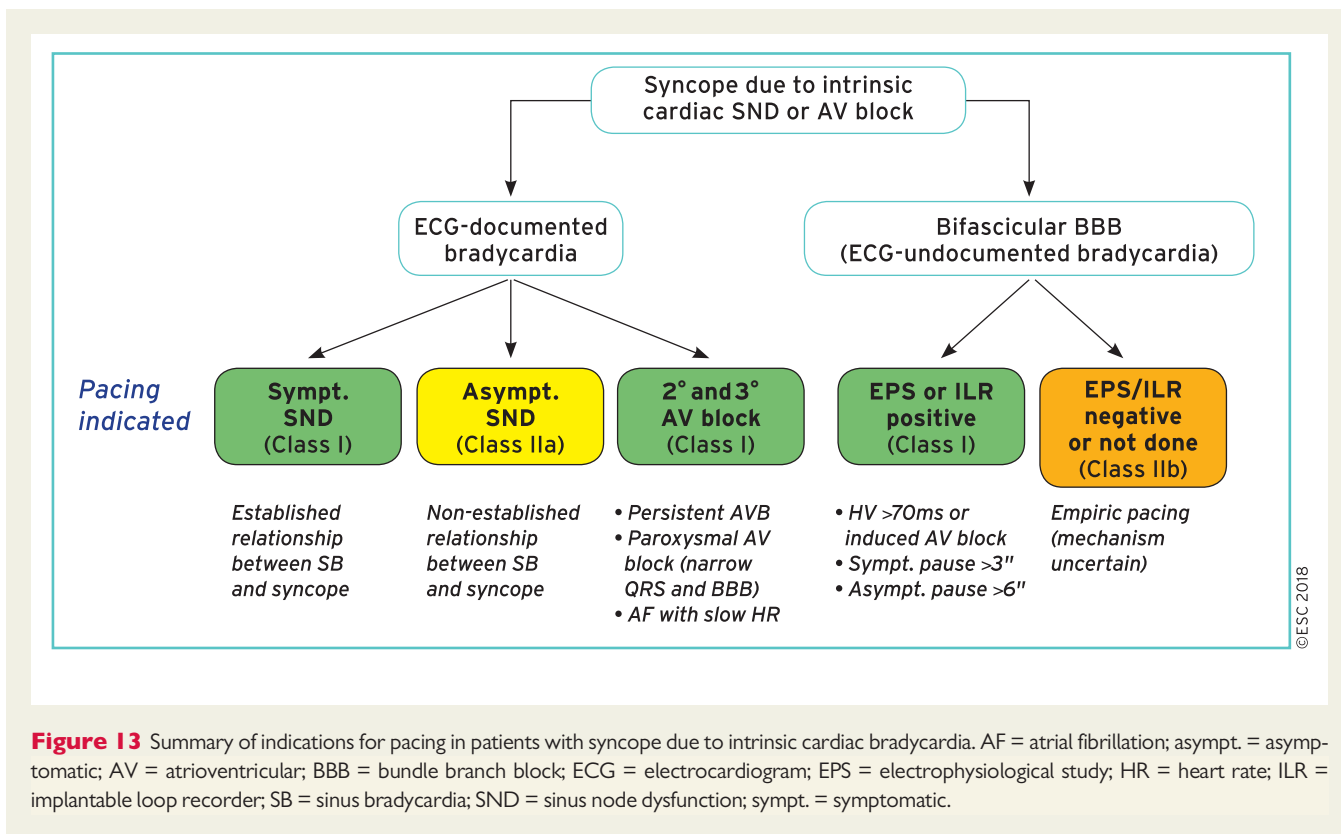 Syncope due to intrinsic
cardiac SND or AV block
ECG-documented
bradycardia
Bifascicular BBB
(ECG-undocumented bradycardia)
Pacing
indicated
Sympt.
SND
(Class I)
Asympt.
SND
(Class IIa)
2° and 3°
AV block
(Class I)
EPS or ILR
positive
(Class I)
EPS/ILR
negative
or not done
(Class IIb)
Established
relationship
between SB
and syncope
Non-established
relationship
between SB
and syncope
• Persistent AVB
• Paroxysmal AV
block (narrow
QRS and BBB)
• AF with slow HR
• HV >70ms or
induced AV block
• Sympt. pause >3"
• Asympt. pause >6"
Empiric pacing
(mechanism
uncertain)
©ESC 2018
Figure 13 Summary of indications for pacing in patients with syncope due to intrinsic cardiac bradycardia. AF = atrial fibrillation; asympt. = asymp-
tomatic; AV = atrioventricular; BBB = bundle branch block; ECG = electrocardiogram; EPS = electrophysiological study; HR = heart rate; ILR =
implantable loop recorder; SB = sinus bradycardia; SND = sinus node dysfunction; sympt. = symptomatic.